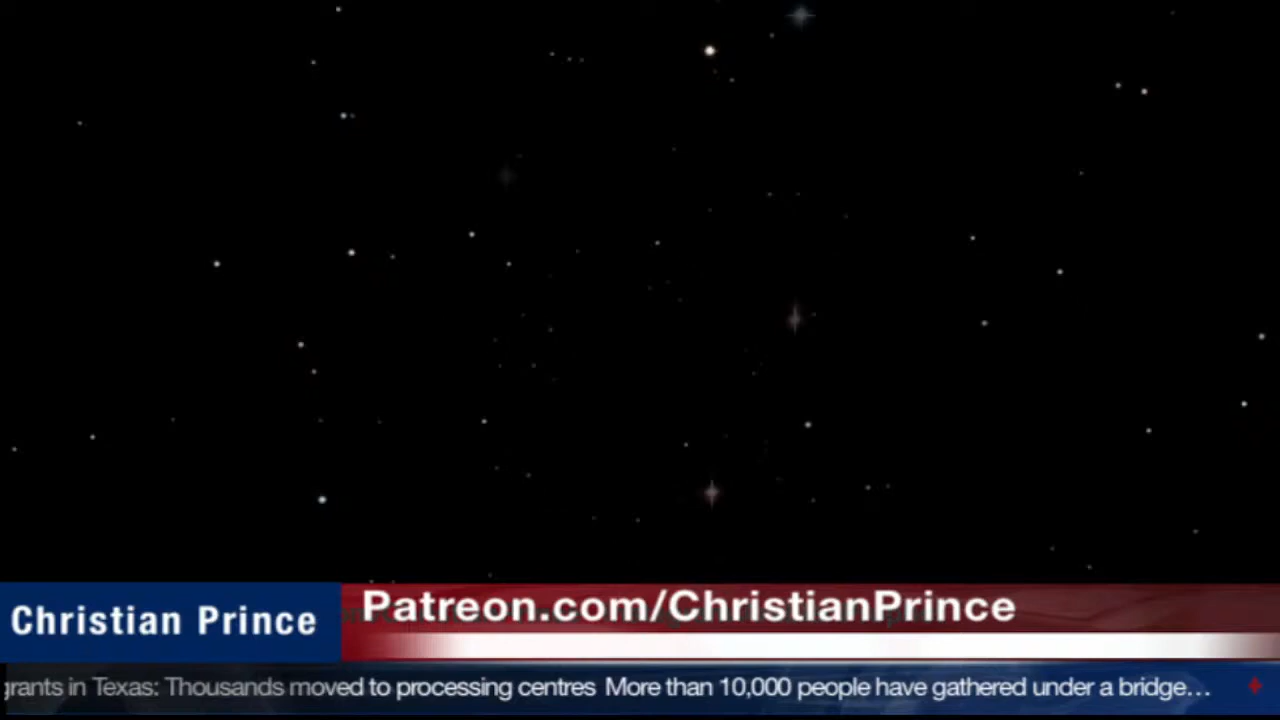 Christian Prince
Patreon.com/ChristianPrince
grants in Texas: Thousands moved to processing centres More than 10,000 people have gathered under a bridge...